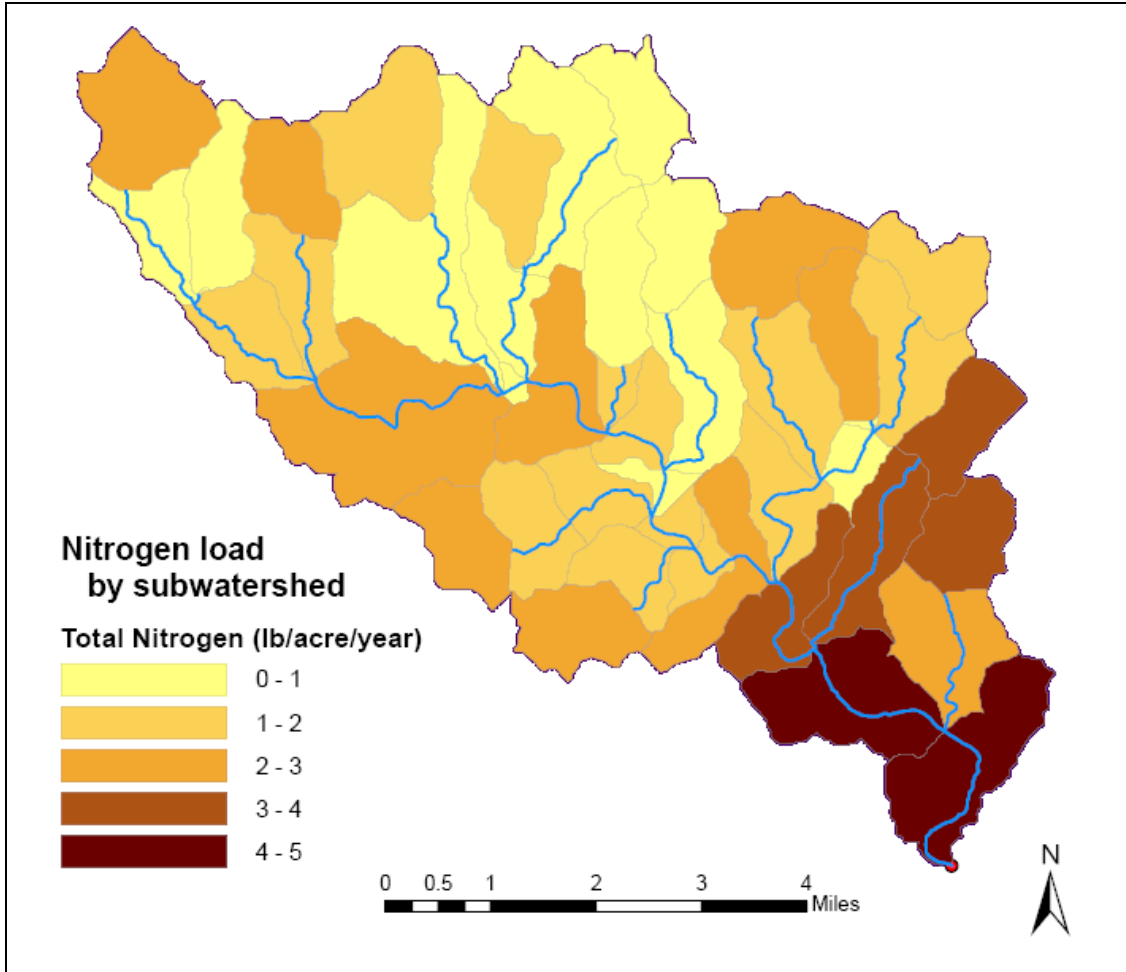 Nitrogen load
by subwatershed
Total Nitrogen (lb/acre/year)
0 - 1
1 - 2
2 - 3
3 - 4
4 - 5
0 0.5 1 2 3 4
Miles
N